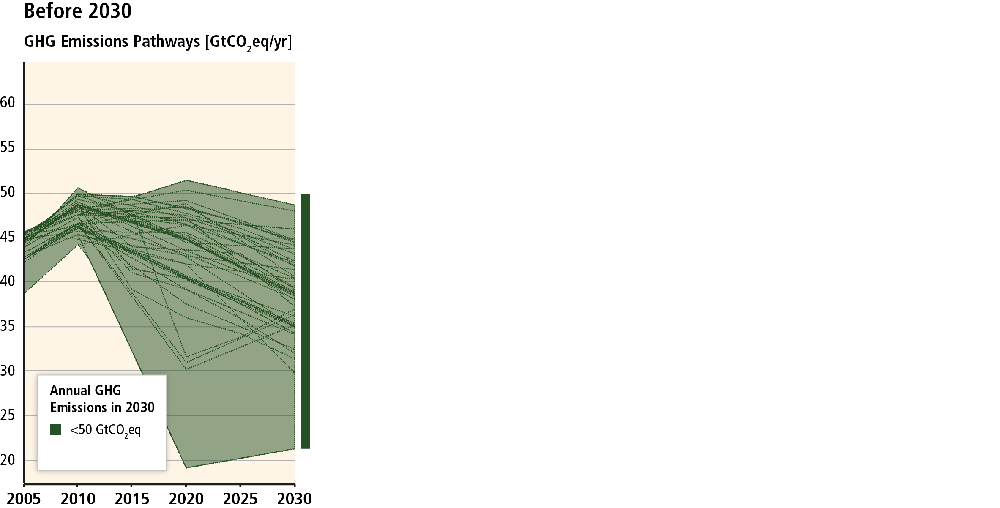 Before 2030
GHG Emissions Pathways [GtCO₂eq/yr]
60
55
50
45
40
35
30
25
20
Annual GHG
Emissions in 2030
<50 GtCO₂eq
2005 2010 2015 2020 2025 2030